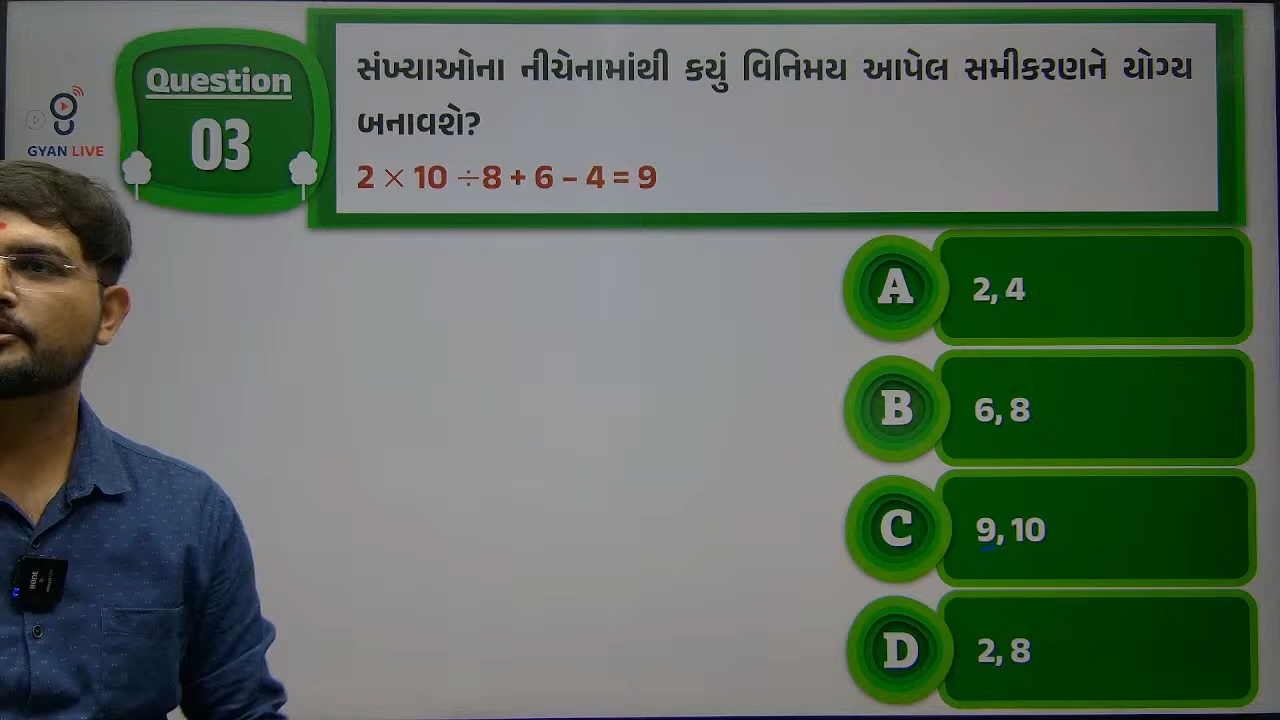 Question
03
GYAN LIVE
સંખ્યાઓના નીચેનામાંથી કયું વિનિમય આપેલ સમીકરણને યોગ્ય
બનાવશે?
2 × 10 ÷8 + 6 – 4 = 9
A
2, 4
B
6, 8
C
9, 10
D
2, 8
RODE